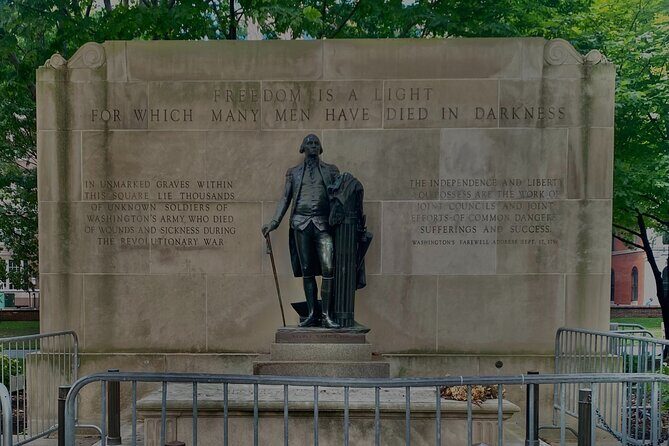 FREEDOM IS A LIGHT
FOR WHICH MANY MEN HAVE DIED IN DARKNESS
IN UNMARKED GRAVES WITHIN
THIS SQUARE LIE THOUSANDS
OF UNKNOWN SOLDIERS OF
WASHINGTON'S ARMY WHO DIED
OF WOUNDS AND SICKNESS DURING
THE REVOLUTIONARY WAR
THE INDEPENDENCE AND LIBERTY
YOU POSSESS ARE THE WORK OF
JOINT COUNCILS AND JOINT
EFFORTS OF COMMON DANGERS
SUFFERINGS AND SUCCESS.
WASHINGTON'S FAREWELL ADDRESS SEPT. 17, 1796